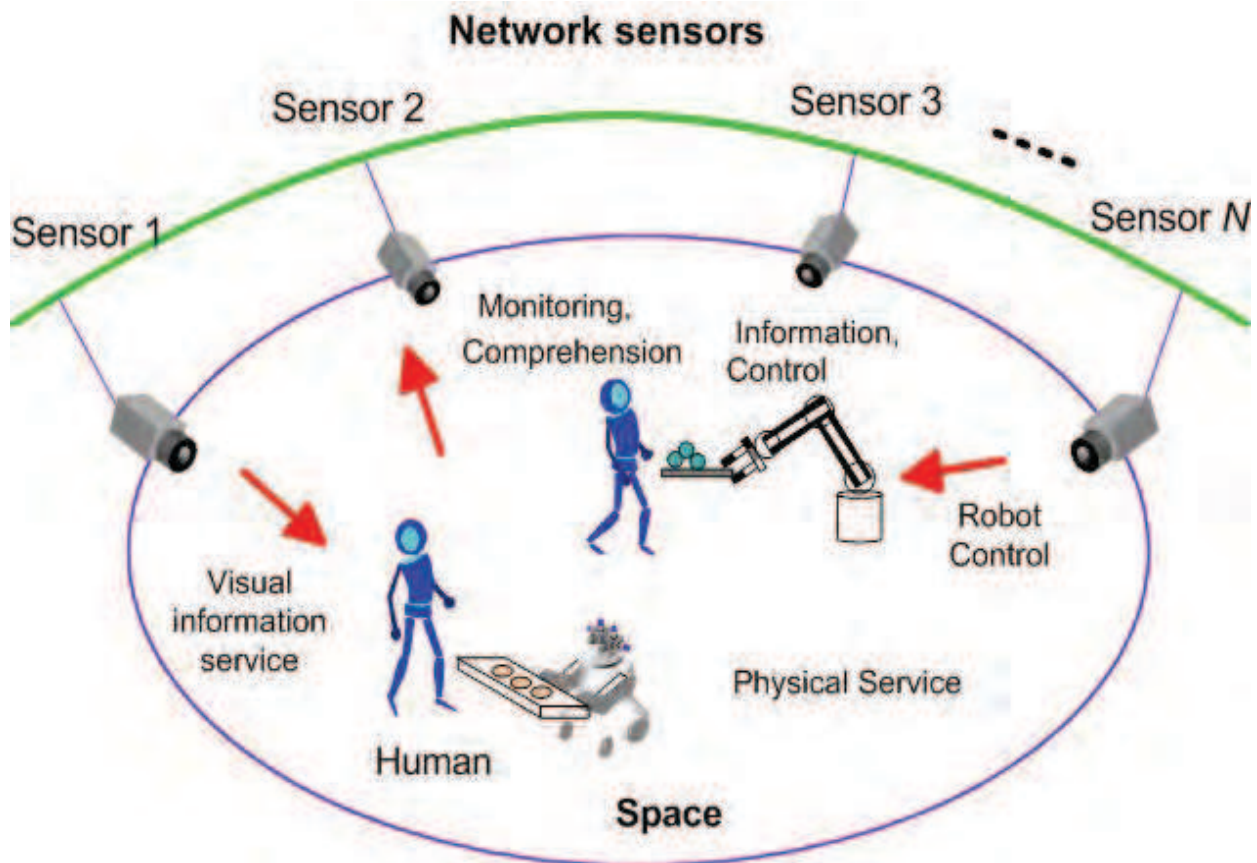 Network sensors
Sensor 2
Sensor 3
Sensor 1
Sensor N
Monitoring,
Comprehension
Information,
Control
Robot
Control
Visual
information
service
Physical Service
Human
Space